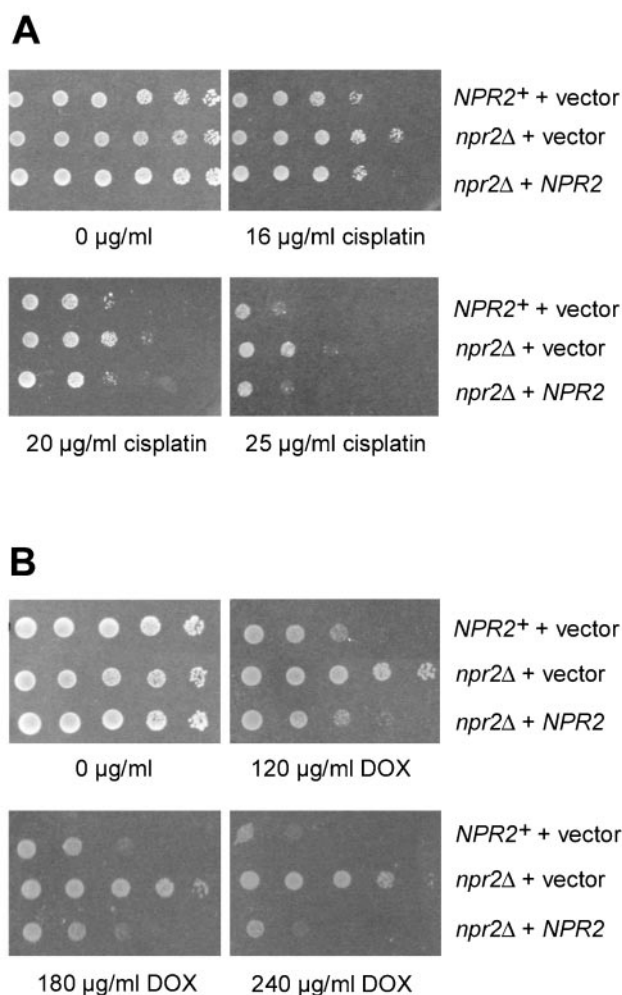 A
NPR2+ + vector
npr2Δ + vector
npr2Δ + NPR2
0 µg/ml
16 µg/ml cisplatin
NPR2+ + vector
npr2Δ + vector
npr2Δ + NPR2
20 µg/ml cisplatin
25 µg/ml cisplatin
B
NPR2+ + vector
npr2Δ + vector
npr2Δ + NPR2
0 µg/ml
120 µg/ml DOX
NPR2+ + vector
npr2Δ + vector
npr2Δ + NPR2
180 µg/ml DOX
240 µg/ml DOX